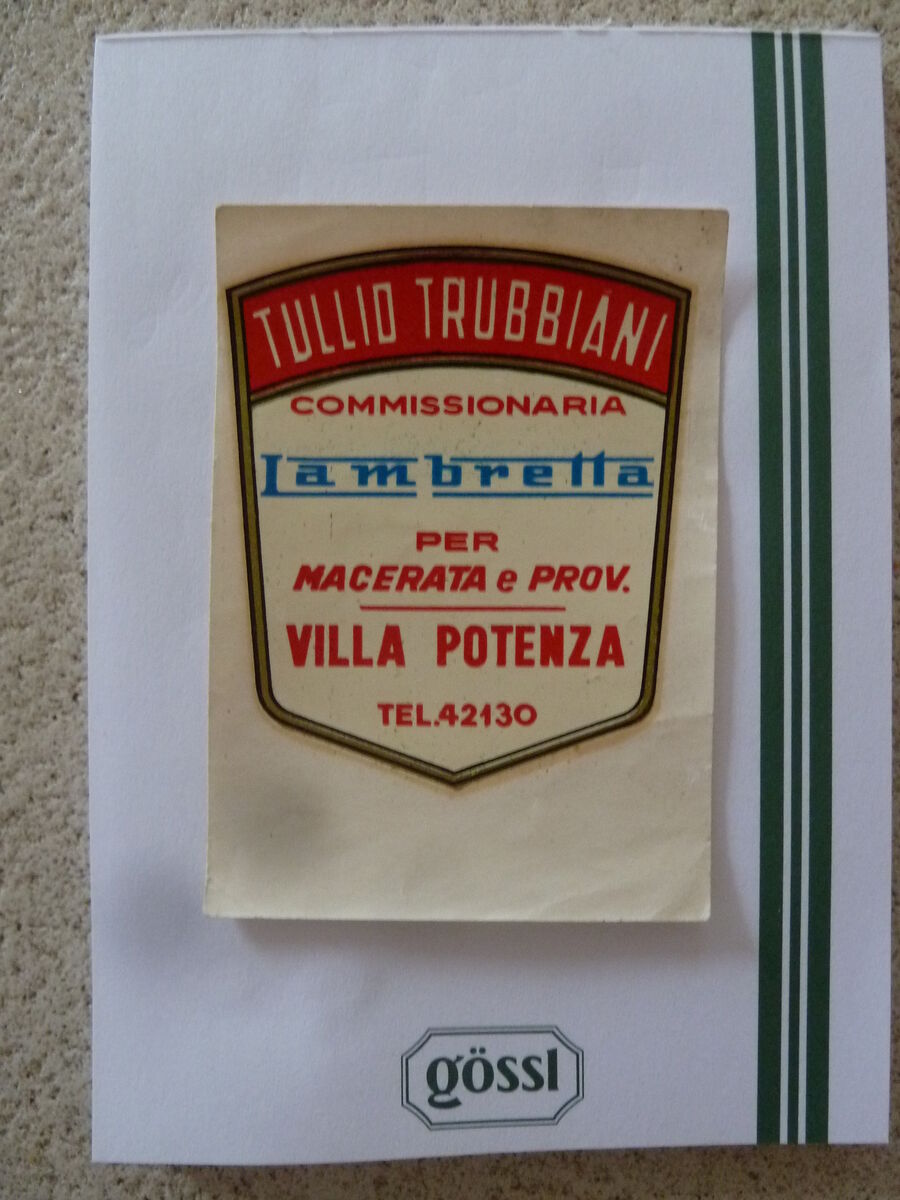 TULLIO TRUBBIANI
COMMISSIONARIA
Lambretta
PER
MACERATA e PROV.
VILLA POTENZA
TEL.42130
gössl